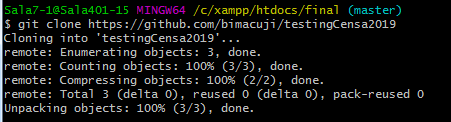 Sala7-10@Sala401-15 MINGW64 /c/xampp/htdocs/final (master)
$ git clone https://github.com/bimacuji/testingCensa2019
Cloning into 'testingCensa2019'...
remote: Enumerating objects: 3, done.
remote: Counting objects: 100% (3/3), done.
remote: Compressing objects: 100% (2/2), done.
remote: Total 3 (delta 0), reused 0 (delta 0), pack-reused 0
Unpacking objects: 100% (3/3), done.